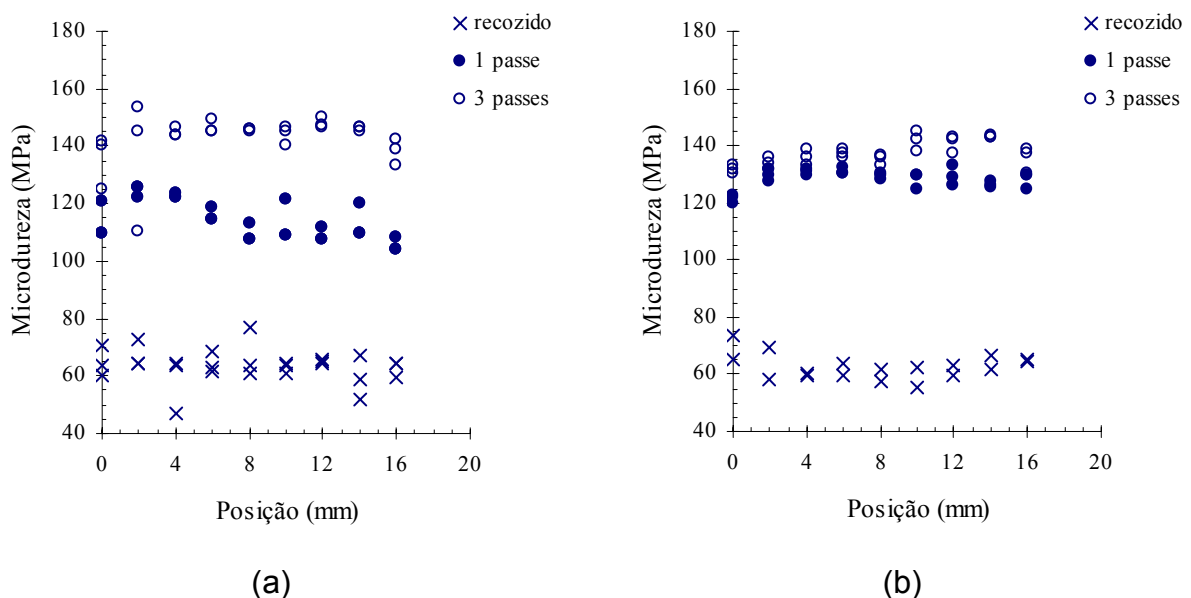 180
160
140
120
100
80
60
40
0 4 8 12 16 20
Microdureza (MPa)
Posição (mm)
× recozido
● 1 passe
○ 3 passes
(a)
180
160
140
120
100
80
60
40
0 4 8 12 16 20
Microdureza (MPa)
Posição (mm)
× recozido
● 1 passe
○ 3 passes
(b)